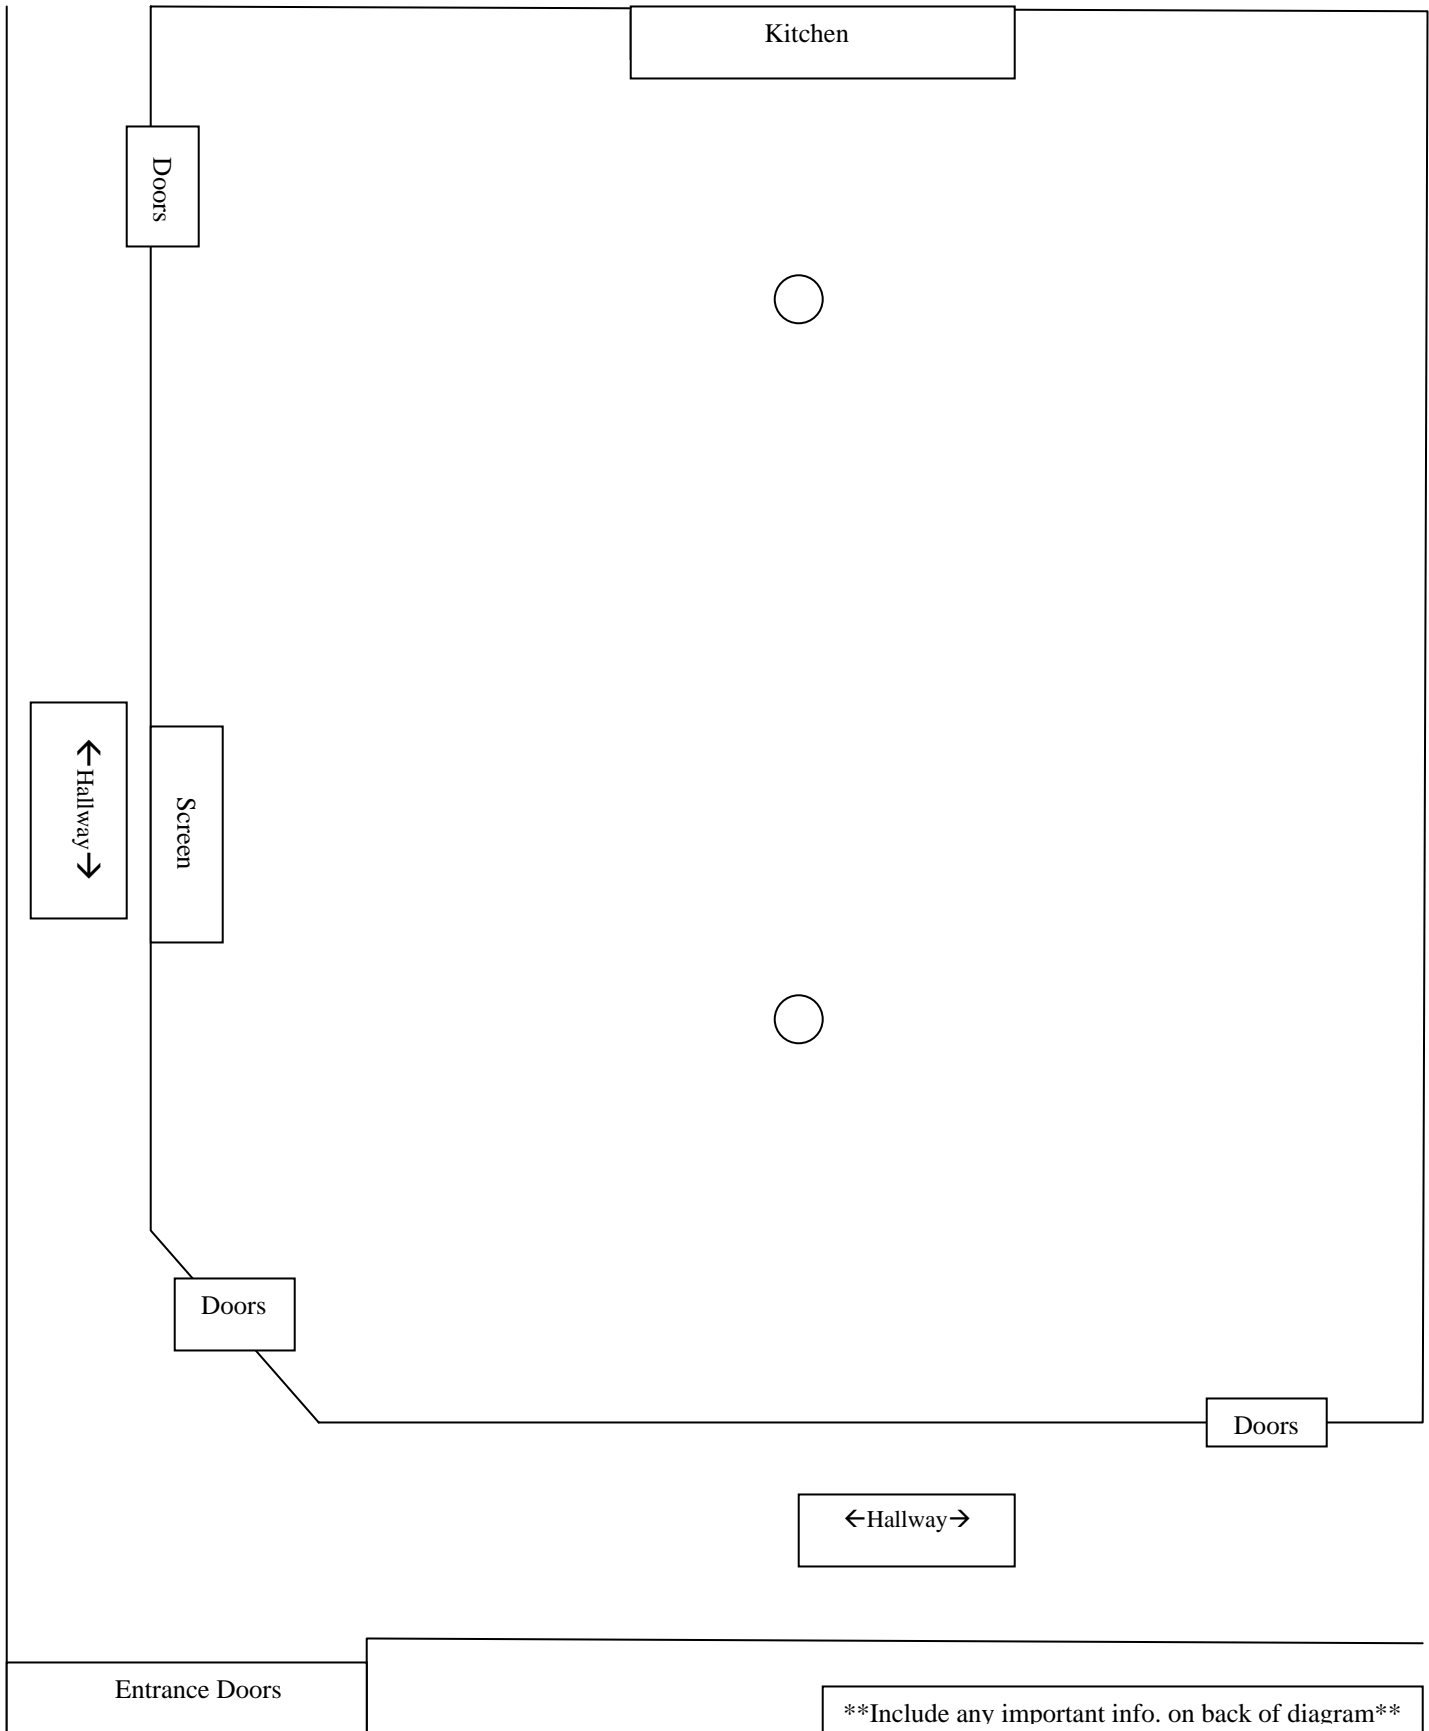 Kitchen
Doors
←Hallway→
Screen
Doors
Doors
←Hallway→
Entrance Doors
**Include any important info. on back of diagram**